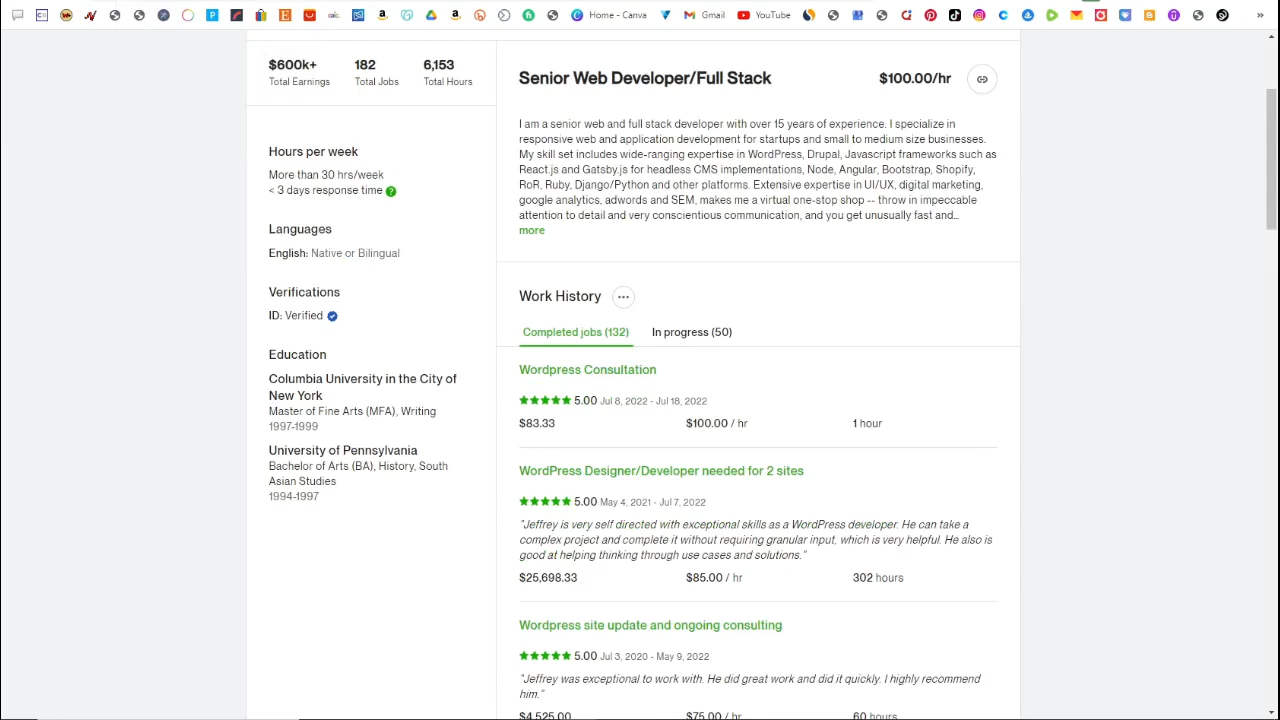 Home - Canva
Gmail
YouTube
»
$600k+
182
6,153
Total Earnings
Total Jobs
Total Hours
Hours per week
More than 30 hrs/week
< 3 days response time
Languages
English: Native or Bilingual
Verifications
ID: Verified
Education
Columbia University in the City of
New York
Master of Fine Arts (MFA), Writing
1997-1999
University of Pennsylvania
Bachelor of Arts (BA), History, South
Asian Studies
1994-1997
Senior Web Developer/Full Stack
$100.00/hr
I am a senior web and full stack developer with over 15 years of experience. I specialize in
responsive web and application development for startups and small to medium size businesses.
My skill set includes wide-ranging expertise in WordPress, Drupal, Javascript frameworks such as
React.js and Gatsby.js for headless CMS implementations, Node, Angular, Bootstrap, Shopify,
RoR, Ruby, Django/Python and other platforms. Extensive expertise in UI/UX, digital marketing,
google analytics, adwords and SEM, makes me a virtual one-stop shop -- throw in impeccable
attention to detail and very conscientious communication, and you get unusually fast and…
more
Work History
Completed jobs (132)
In progress (50)
Wordpress Consultation
5.00 Jul 8, 2022 - Jul 18, 2022
$83.33
$100.00 / hr
1 hour
WordPress Designer/Developer needed for 2 sites
5.00 May 4, 2021 - Jul 7, 2022
"Jeffrey is very self directed with exceptional skills as a WordPress developer. He can take a
complex project and complete it without requiring granular input, which is very helpful. He also is
good at helping thinking through use cases and solutions."
$25,698.33
$85.00 / hr
302 hours
Wordpress site update and ongoing consulting
5.00 Jul 3, 2020 - May 9, 2022
"Jeffrey was exceptional to work with. He did great work and did it quickly. I highly recommend
him."
$4,525.00
$75.00 / hr
60 hours